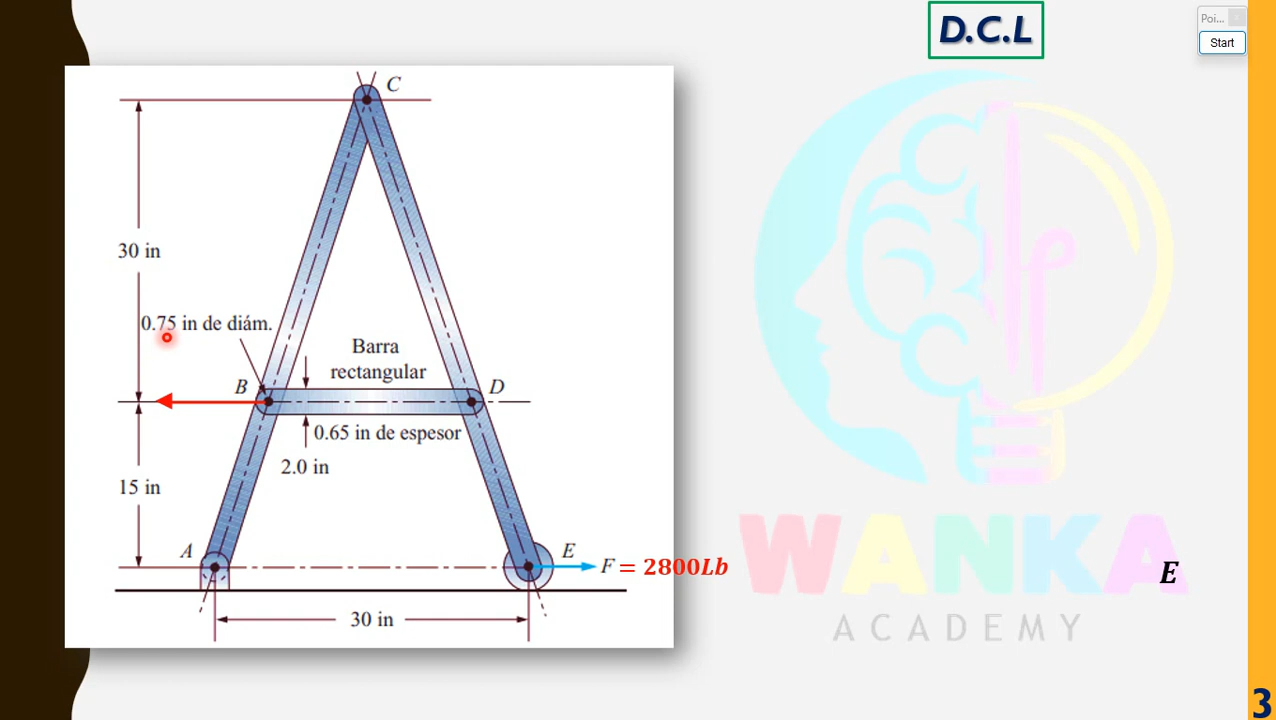 D.C.L
Poi...
Start
C
30 in
0.75 in de diám.
Barra
rectangular
B
D
0.65 in de espesor
2.0 in
15 in
A
E
F = 2800Lb
30 in
WANKA
ACADEMY
E
3